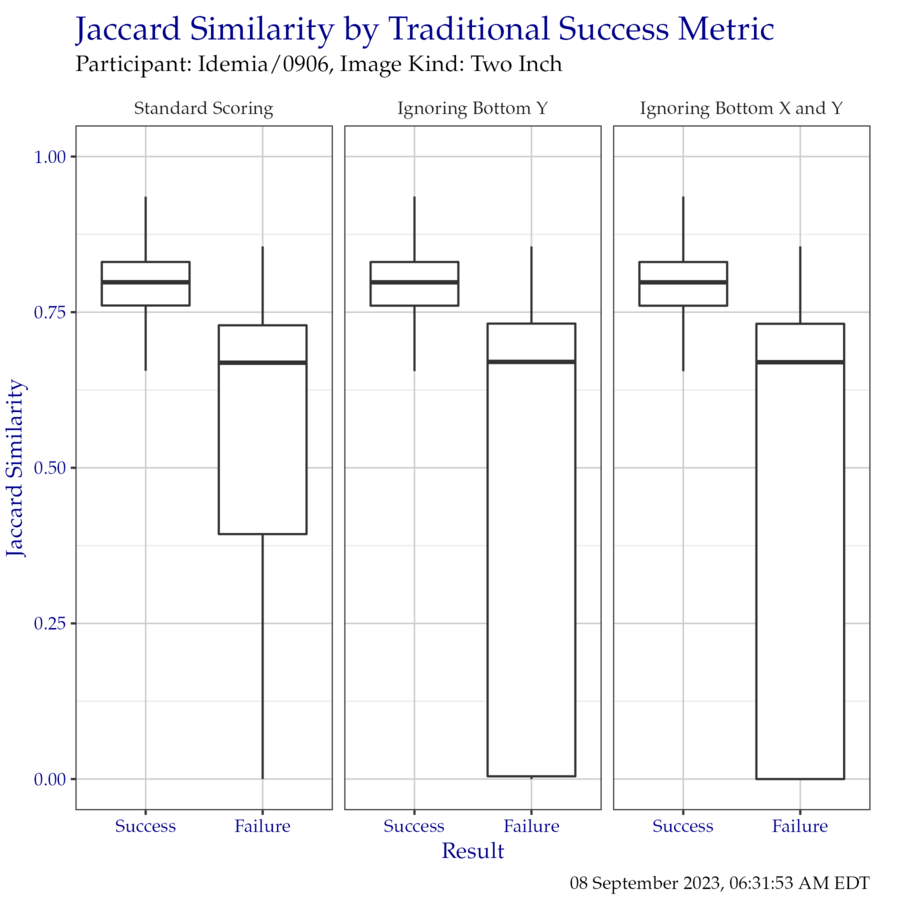 Jaccard Similarity by Traditional Success Metric
Participant: Idemia/0906, Image Kind: Two Inch
Standard Scoring Ignoring Bottom Y Ignoring Bottom X and Y
1.00
0.75
0.50
0.25
0.00
Jaccard Similarity
Success Failure Success Failure Success Failure
Result
08 September 2023, 06:31:53 AM EDT